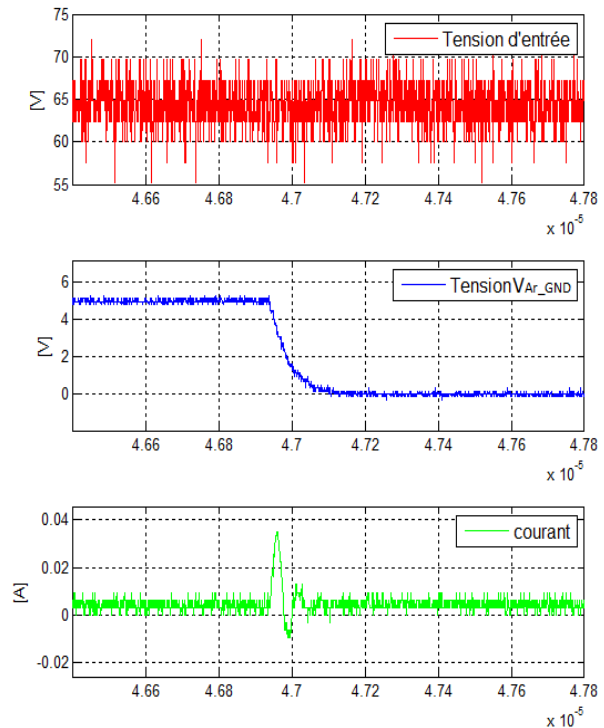 75
70
65
60
55
[V]
Tension d'entrée
4.66 4.68 4.7 4.72 4.74 4.76 4.78
x 10-5
6
4
2
0
[V]
TensionVAr_GND
4.66 4.68 4.7 4.72 4.74 4.76 4.78
x 10-5
0.04
0.02
0
-0.02
[A]
courant
4.66 4.68 4.7 4.72 4.74 4.76 4.78
x 10-5